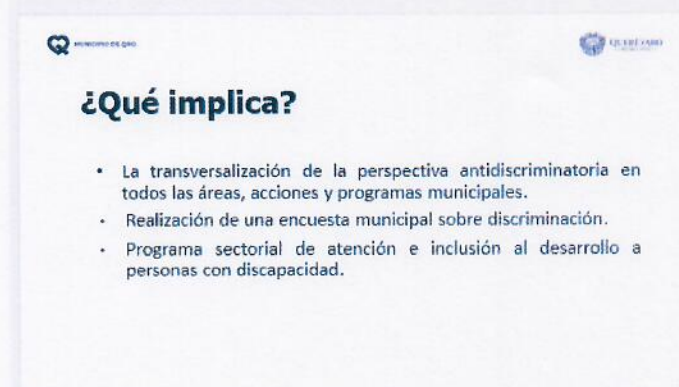 MUNICIPIO DE QRO
QUERÉTARO
¿Qué implica?
• La transversalización de la perspectiva antidiscriminatoria en
todos las áreas, acciones y programas municipales.
• Realización de una encuesta municipal sobre discriminación.
• Programa sectorial de atención e inclusión al desarrollo a
personas con discapacidad.